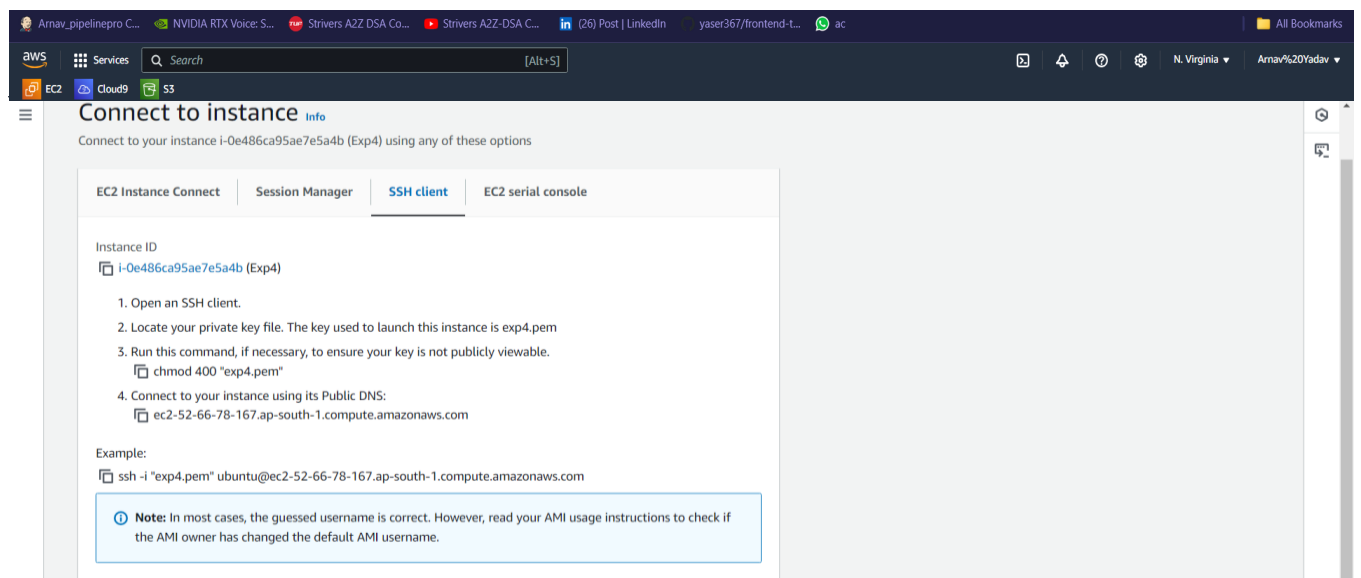 Arnav_pipelinepro C... NVIDIA RTX Voice: S... Strivers A2Z DSA Co... Strivers A2Z-DSA C... (26) Post | LinkedIn yaser367/frontend-t... ac All Bookmarks
aws Services Search [Alt+S] N. Virginia Arnav%20Yadav
EC2 Cloud9 S3
Connect to instance Info
Connect to your instance i-0e486ca95ae7e5a4b (Exp4) using any of these options
EC2 Instance Connect Session Manager SSH client EC2 serial console
Instance ID
i-0e486ca95ae7e5a4b (Exp4)
1. Open an SSH client.
2. Locate your private key file. The key used to launch this instance is exp4.pem
3. Run this command, if necessary, to ensure your key is not publicly viewable.
chmod 400 "exp4.pem"
4. Connect to your instance using its Public DNS:
ec2-52-66-78-167.ap-south-1.compute.amazonaws.com
Example:
ssh -i "exp4.pem" ubuntu@ec2-52-66-78-167.ap-south-1.compute.amazonaws.com
Note: In most cases, the guessed username is correct. However, read your AMI usage instructions to check if
the AMI owner has changed the default AMI username.